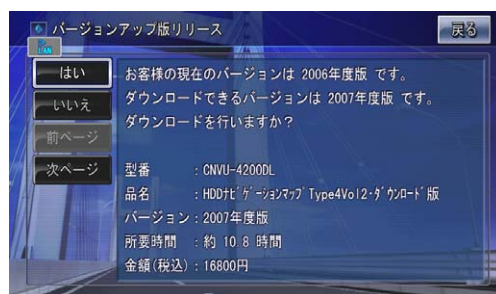 バージョンアップ版リリース
戻る
LAN
はい
いいえ
前ページ
次ページ
お客様の現在のバージョンは 2006年度版 です。
ダウンロードできるバージョンは 2007年度版 です。
ダウンロードを行いますか？
型番　　：CNVU-4200DL
品名　　：HDDﾅﾋﾞｹﾞｰｼｮﾝﾏｯﾌﾟ Type4Vol2･ﾀﾞｳﾝﾛｰﾄﾞ版
バージョン：2007年度版
所要時間　：約 10.8 時間
金額(税込)：16800円